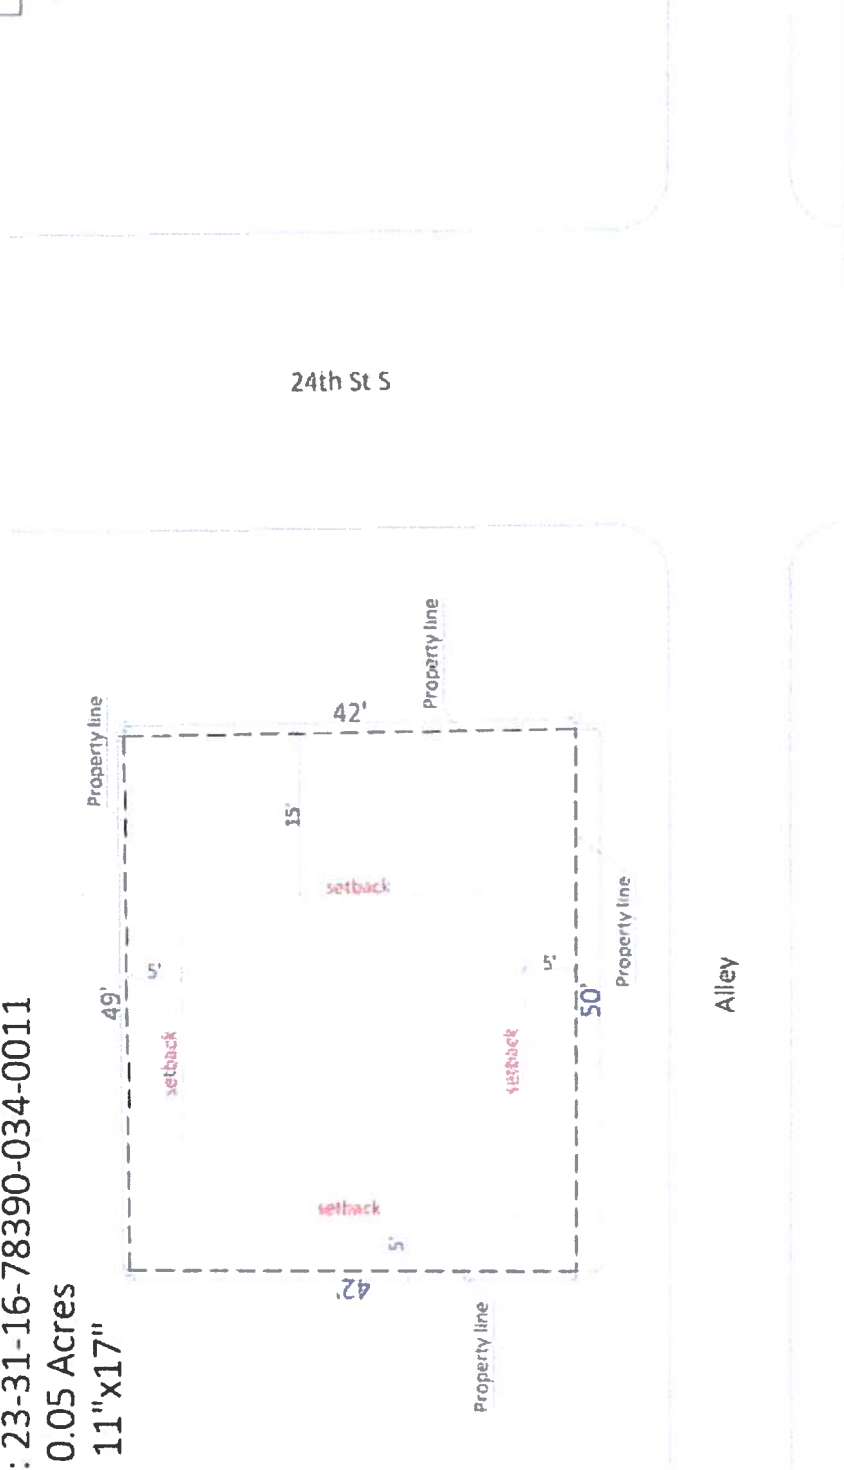 : 23-31-16-78390-034-0011
0.05 Acres
11"x17"
24th St S
Property line
42'
Property line
15'
setback
49'
5'
setback
setback
5'
50'
Property line
Alley
setback
5'
42'
Property line